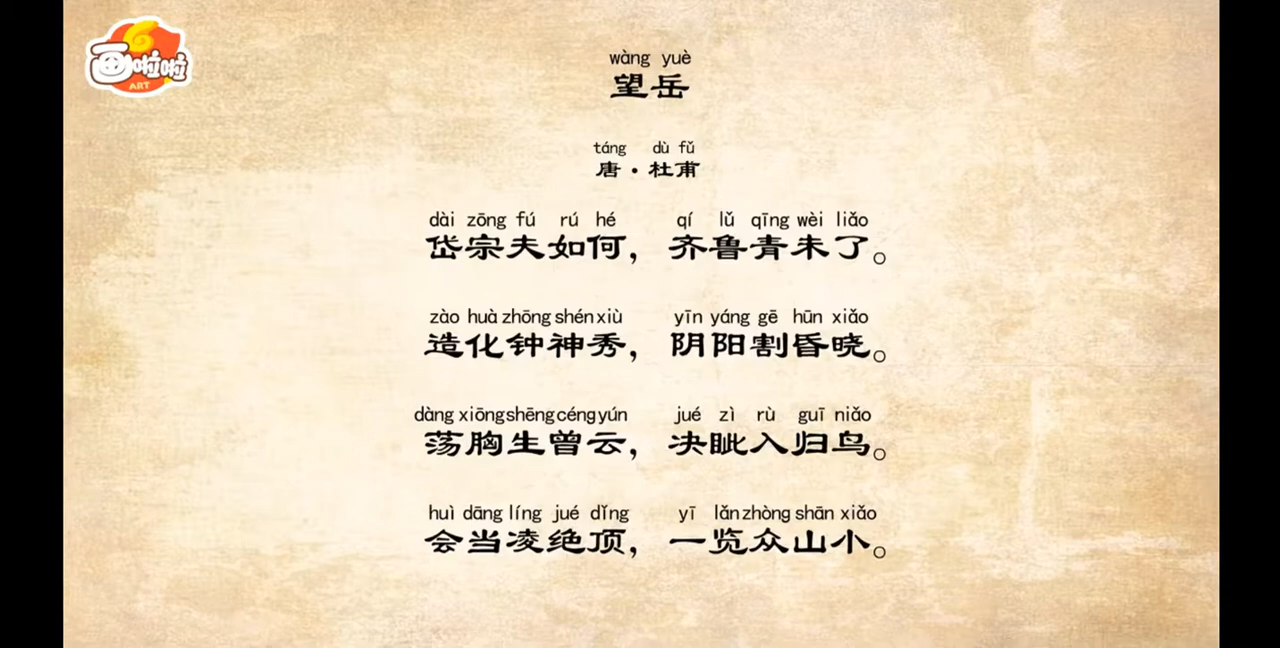 画啦啦
ART
wàng yuè
望岳
táng dù fǔ
唐·杜甫
dài zōng fú rú hé qí lǔ qīng wèi liǎo
岱宗夫如何，齐鲁青未了。
zào huà zhōng shén xiù yīn yáng gē hūn xiǎo
造化钟神秀，阴阳割昏晓。
dàng xiōng shēng céng yún jué zì rù guī niǎo
荡胸生曾云，决眦入归鸟。
huì dāng líng jué dǐng yī lǎn zhòng shān xiǎo
会当凌绝顶，一览众山小。